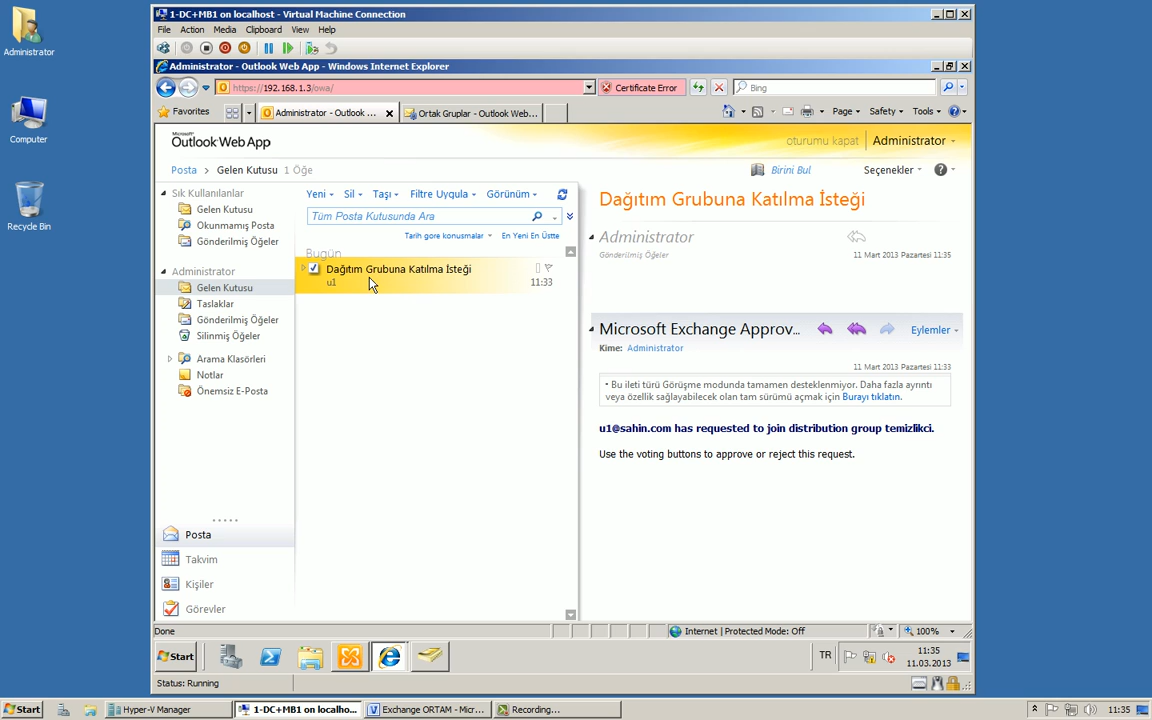 1-DC+MB1 on localhost - Virtual Machine Connection
File Action Media Clipboard View Help
Administrator - Outlook Web App - Windows Internet Explorer
https://192.168.1.3/owa/
Certificate Error
Bing
Favorites
Administrator - Outlook ...
Ortak Gruplar - Outlook Web...
Page Safety Tools
Microsoft
Outlook Web App
oturumu kapat
Administrator
Posta > Gelen Kutusu 1 Öğe
Birini Bul
Seçenekler
Sık Kullanılanlar
Gelen Kutusu
Okunmamış Posta
Gönderilmiş Öğeler
Administrator
Gelen Kutusu
Taslaklar
Gönderilmiş Öğeler
Silinmiş Öğeler
Arama Klasörleri
Notlar
Önemsiz E-Posta
Posta
Takvim
Kişiler
Görevler
Yeni Sil Taşı Filtre Uygula Görünüm
Tüm Posta Kutusunda Ara
Tarih gore konusmalar
En Yeni En Üstte
Bugün
Dağıtım Grubuna Katılma İsteği
u1
11:33
Dağıtım Grubuna Katılma İsteği
Administrator
Gönderilmiş Öğeler
11 Mart 2013 Pazartesi 11:35
Microsoft Exchange Approv...
Eylemler
Kime: Administrator
11 Mart 2013 Pazartesi 11:33
Bu ileti türü Görüşme modunda tamamen desteklenmiyor. Daha fazla ayrıntı
veya özellik sağlayabilecek olan tam sürümü açmak için Burayı tıklatın.
u1@sahin.com has requested to join distribution group temizlikci.
Use the voting buttons to approve or reject this request.
Done
Internet | Protected Mode: Off
100%
Start
TR
11:35
11.03.2013
Status: Running
Administrator
Computer
Recycle Bin
Start
Hyper-V Manager
1-DC+MB1 on localho...
Exchange ORTAM - Micr...
Recording...
11:35